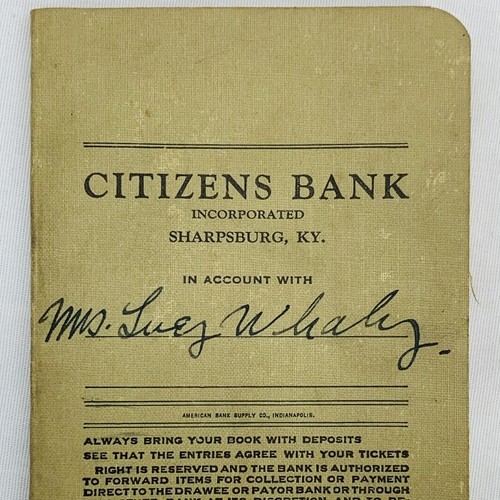 CITIZENS BANK
INCORPORATED
SHARPSBURG, KY.
IN ACCOUNT WITH
Mrs. Lucy Whaley.
AMERICAN BANK SUPPLY CO., INDIANAPOLIS.
ALWAYS BRING YOUR BOOK WITH DEPOSITS
SEE THAT THE ENTRIES AGREE WITH YOUR TICKETS
RIGHT IS RESERVED AND THE BANK IS AUTHORIZED
TO FORWARD ITEMS FOR COLLECTION OR PAYMENT
DIRECT TO THE DRAWEE OR PAYOR BANK OR THROUGH